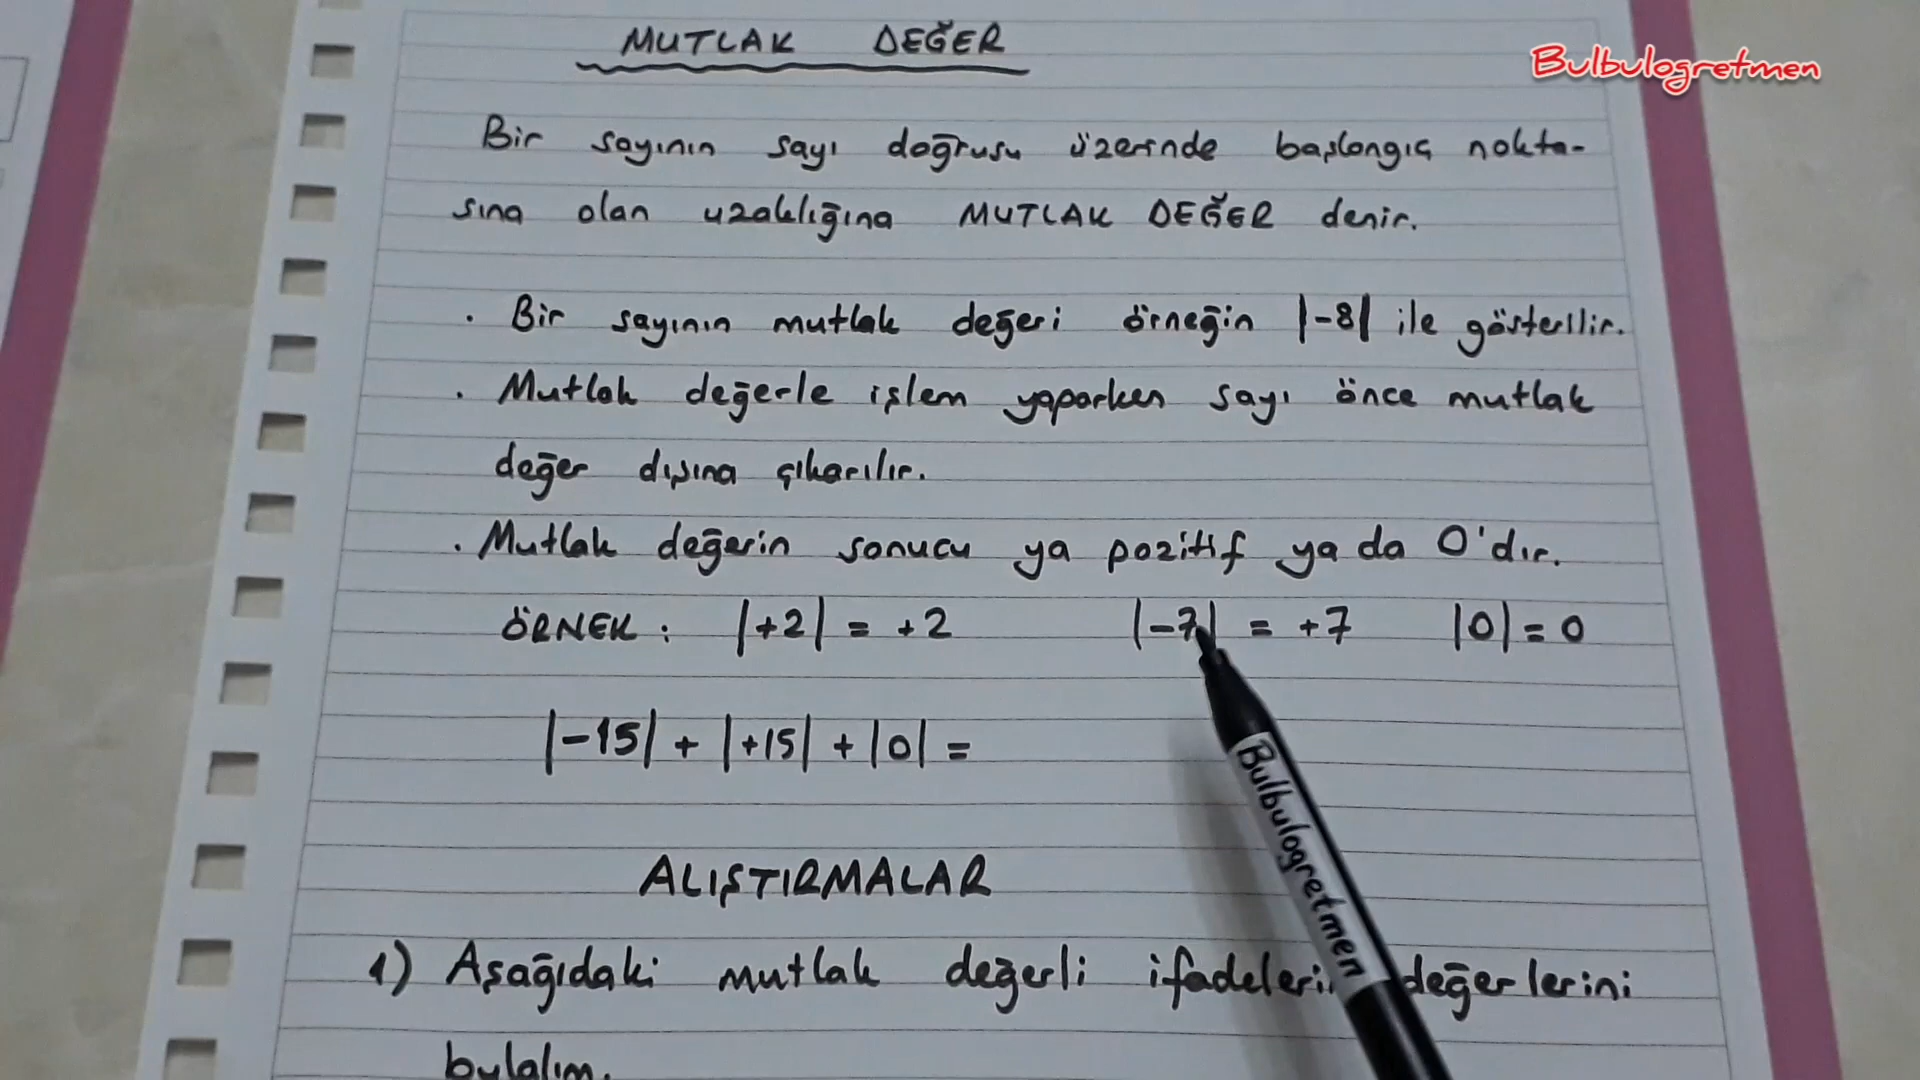 MUTLAK DEĞER
Bulbulogretmen
Bir sayının sayı doğrusu üzerinde başlangıç nokta-
sına olan uzaklığına MUTLAK DEĞER denir.
. Bir sayının mutlak değeri örneğin |-8| ile gösterilir.
. Mutlak değerle işlem yaparken sayı önce mutlak
değer dışına çıkarılır.
. Mutlak değerin sonucu ya pozitif ya da 0'dır.
ÖRNEK : |+2| = +2 |-7| = +7 |0| = 0
|-15| + |+15| + |0| =
Bulbulogretmen
ALIŞTIRMALAR
1) Aşağıdaki mutlak değerli ifadeleri değerlerini
bulalım.